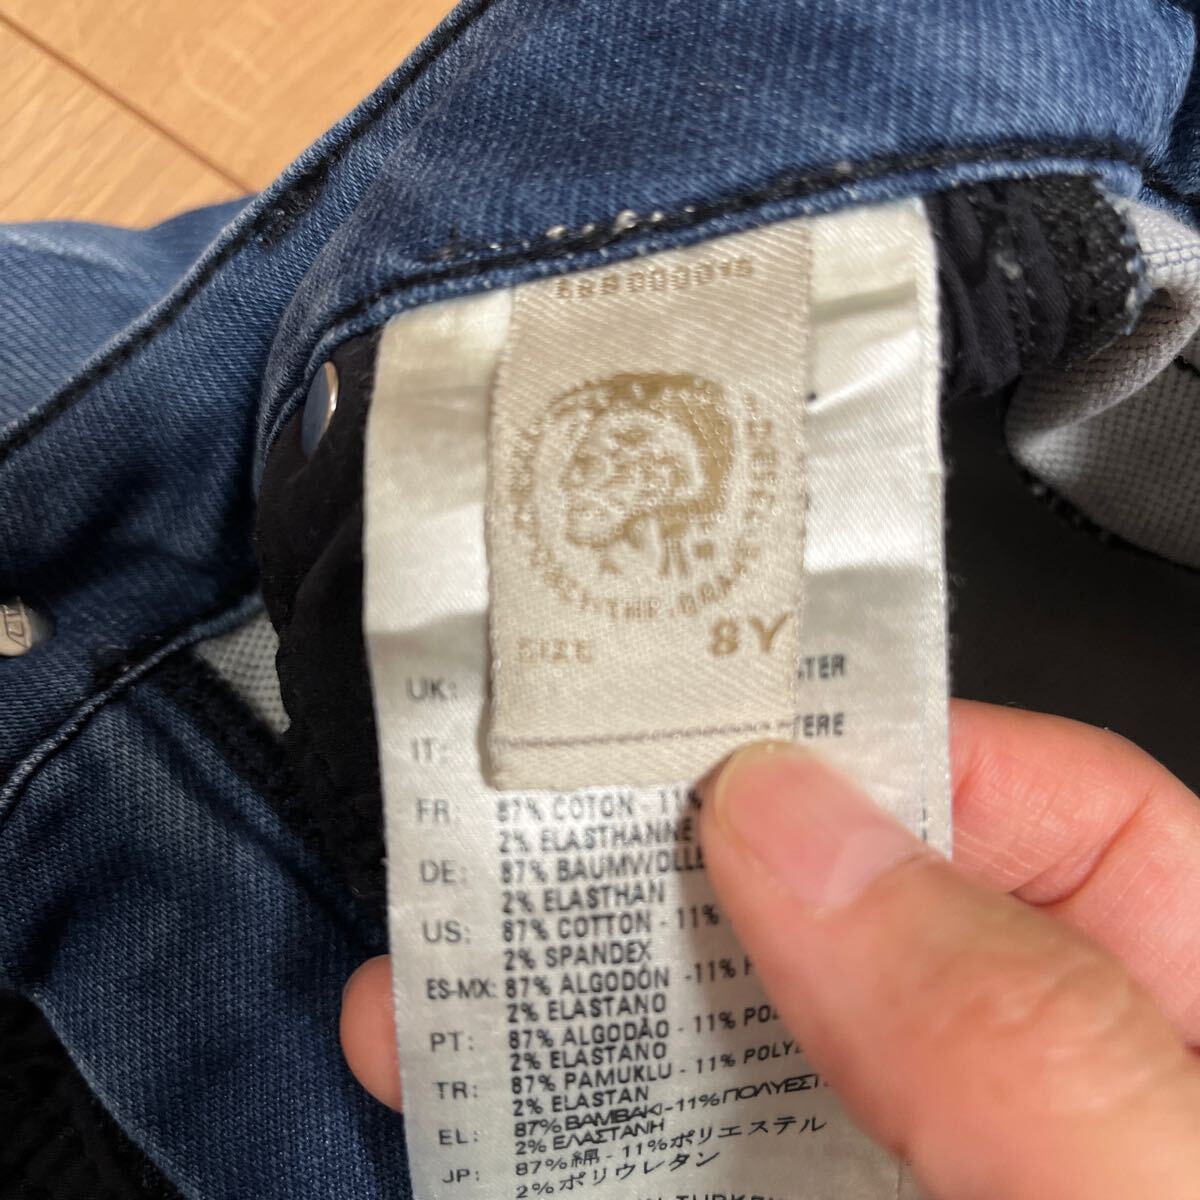 SIZE 8Y
UK: STER
IT: TERE
FR: 87% COTON - 11%
2% ELASTHANNE
DE: 87% BAUMWOLLE
2% ELASTHAN
US: 87% COTTON - 11%
2% SPANDEX
ES-MX: 87% ALGODÓN -11%
2% ELASTANO
PT: 87% ALGODÃO - 11% PO
2% ELASTANO
TR: 87% PAMUKLU - 11% POLYE
2% ELASTAN
EL: 87% ΒΑΜΒΑΚΙ -11% ΠΟΛΥΕΣΤ
2% ΕΛΑΣΤΑΝΗ
JP: 87%綿 - 11%ポリエステル
2%ポリウレタン